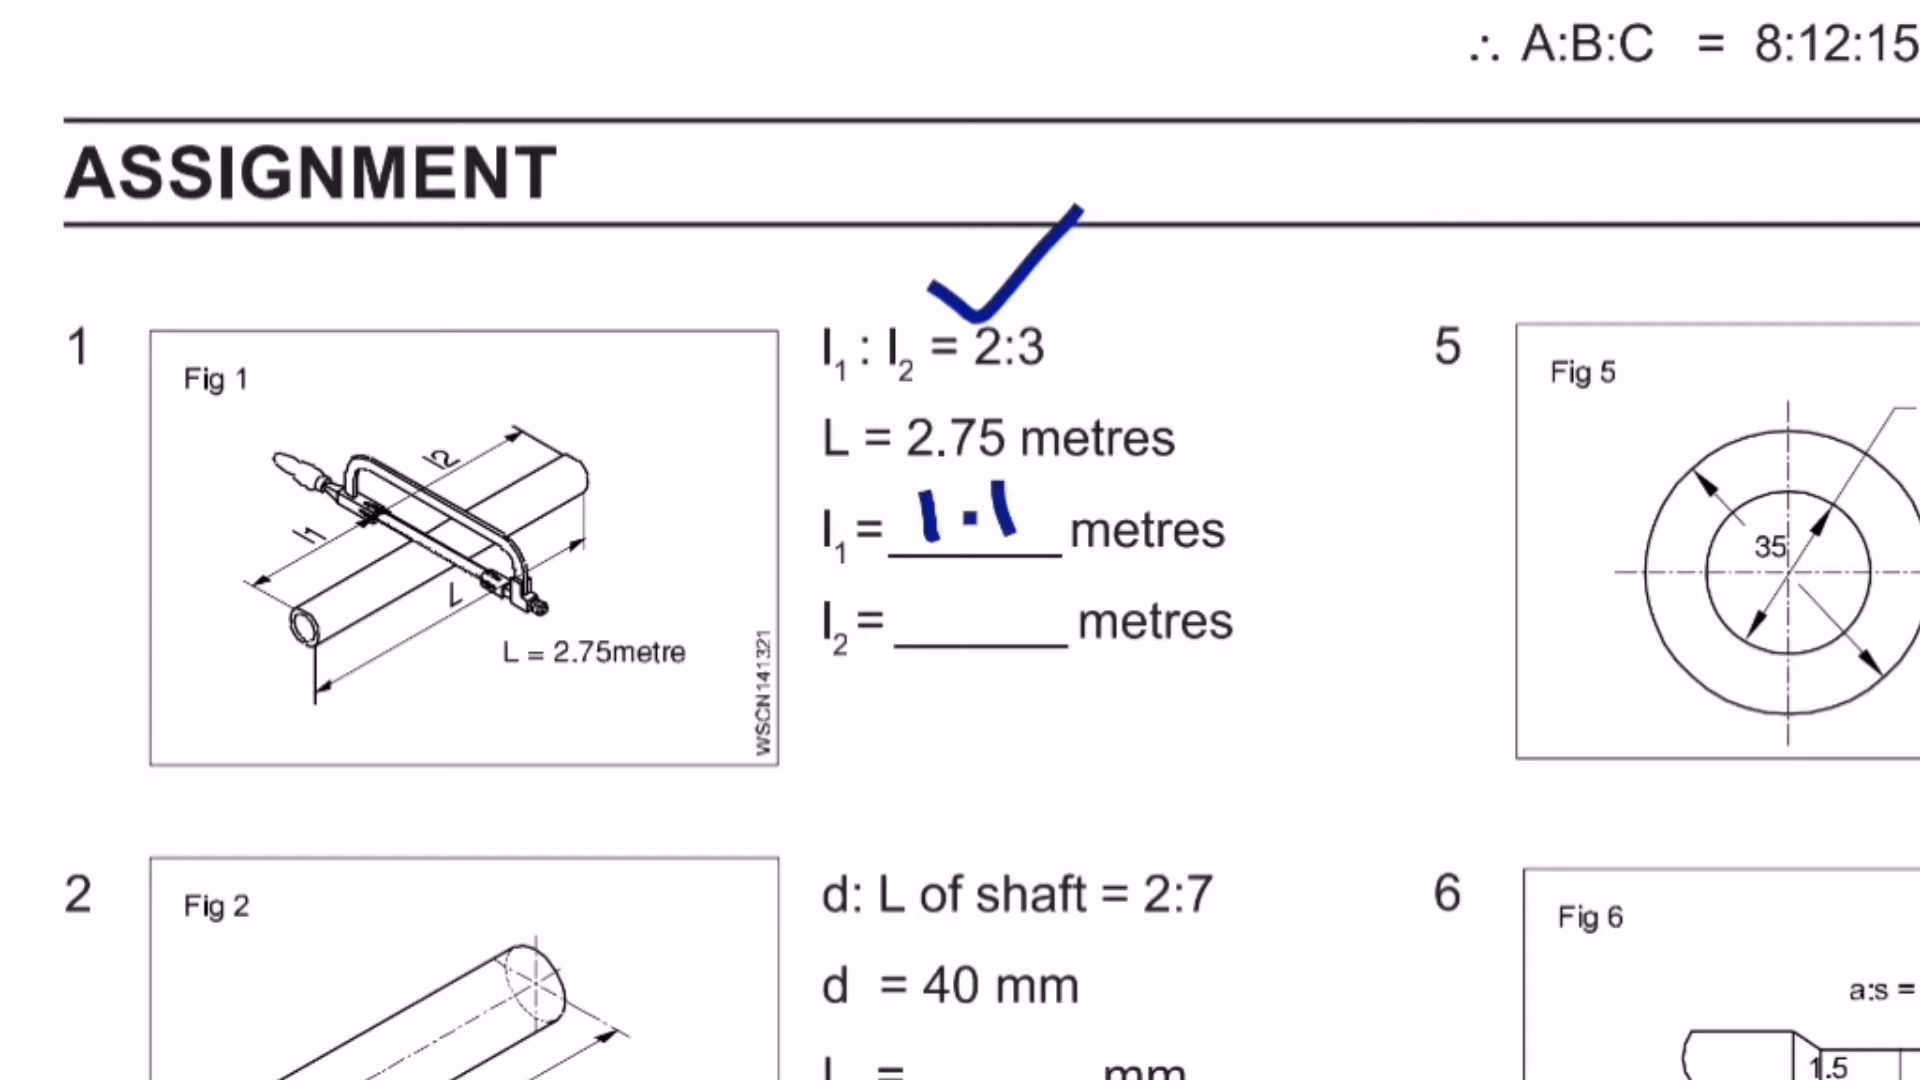 ∴ A:B:C = 8:12:15
ASSIGNMENT
1
Fig 1
l2
l1
L
L = 2.75metre
WSCN141321
l1 : l2 = 2:3
L = 2.75 metres
l1 = 1.1 metres
l2 = ______ metres
2
Fig 2
d: L of shaft = 2:7
d = 40 mm
L = ______ mm
5
Fig 5
35
6
Fig 6
a:s =
1.5